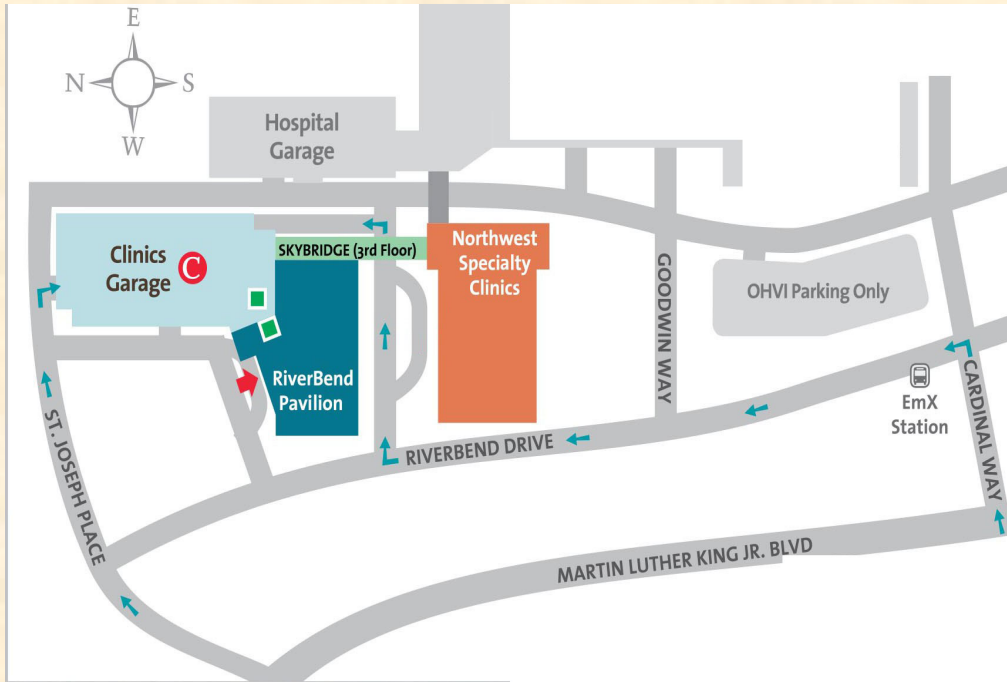 E
N
S
W
Hospital
Garage
Clinics
Garage
C
SKYBRIDGE (3rd Floor)
Northwest
Specialty
Clinics
GOODWIN WAY
OHVI Parking Only
RiverBend
Pavilion
EmX
Station
CARDINAL WAY
ST. JOSEPH PLACE
RIVERBEND DRIVE
MARTIN LUTHER KING JR. BLVD